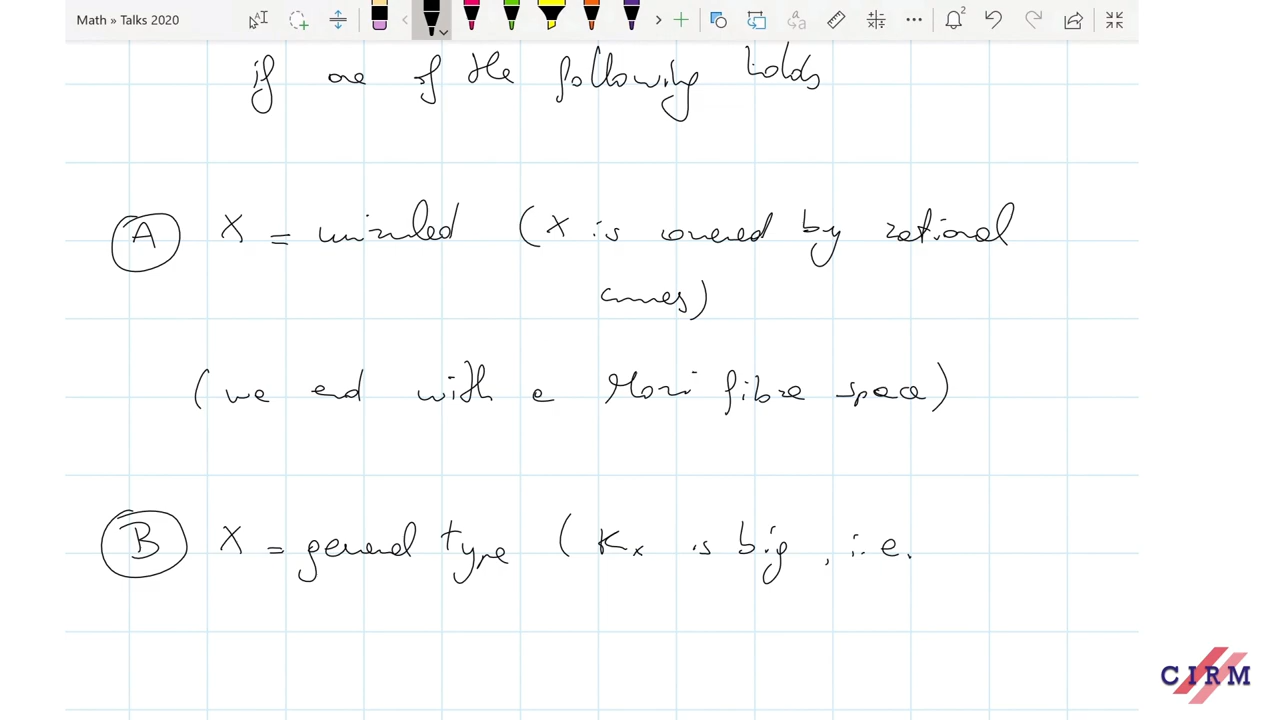 Math » Talks 2020
if one of the following holds
A X = uniruled (X is covered by rational
curves)
(we end with a Mori fibre space)
B X = general type (Kx is big, i.e.
CIRM